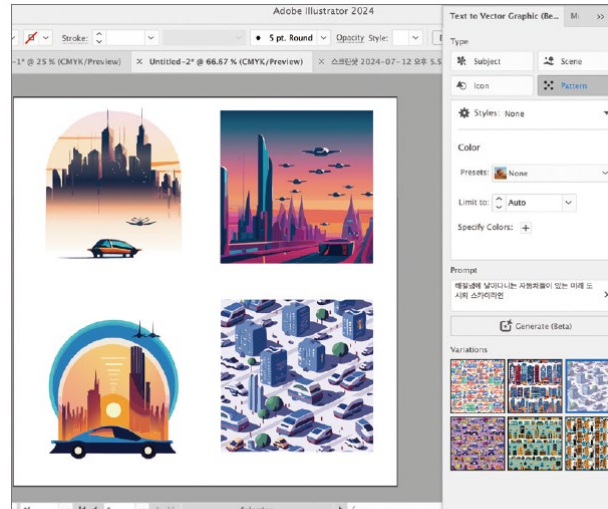 Adobe Illustrator 2024
Stroke:
5 pt. Round
Opacity
Style:
-1* @ 25 % (CMYK/Preview)
× Untitled-2* @ 66.67 % (CMYK/Preview)
× 스크린샷 2024-07-12 오후 5.5
Text to Vector Graphic (Be...
Type
Subject
Scene
Icon
Pattern
Styles: None
Color
Presets: None
Limit to: Auto
Specify Colors: +
Prompt
해질녘에 날아다니는 자동차들이 있는 미래 도
시의 스카이라인
Generate (Beta)
Variations